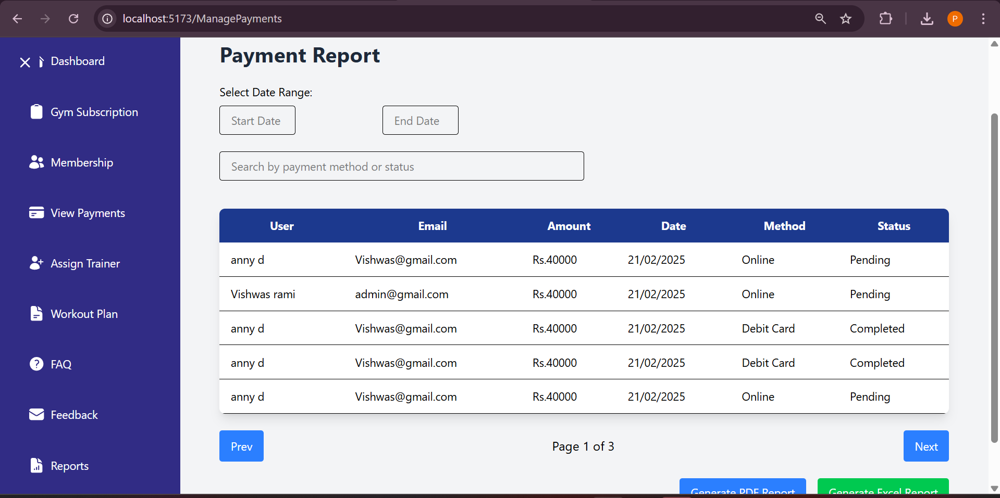 localhost:5173/ManagePayments
P
Dashboard
Gym Subscription
Membership
View Payments
Assign Trainer
Workout Plan
FAQ
Feedback
Reports
Payment Report
Select Date Range:
Start Date End Date
Search by payment method or status
User Email Amount Date Method Status
anny d Vishwas@gmail.com Rs.40000 21/02/2025 Online Pending
Vishwas rami admin@gmail.com Rs.40000 21/02/2025 Online Pending
anny d Vishwas@gmail.com Rs.40000 21/02/2025 Debit Card Completed
anny d Vishwas@gmail.com Rs.40000 21/02/2025 Debit Card Completed
anny d Vishwas@gmail.com Rs.40000 21/02/2025 Online Pending
Prev Page 1 of 3 Next
Generate PDF Report Generate Excel Report